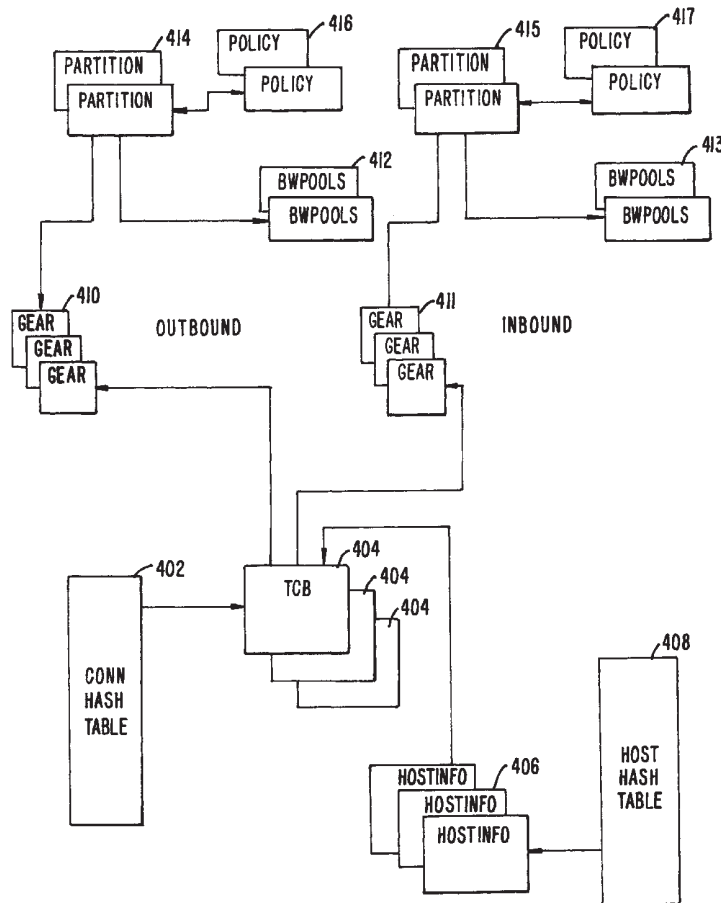 414
PARTITION
PARTITION
416
POLICY
POLICY
415
PARTITION
PARTITION
417
POLICY
POLICY
412
BWPOOLS
BWPOOLS
413
BWPOOLS
BWPOOLS
410
GEAR
GEAR
GEAR
OUTBOUND
411
GEAR
GEAR
GEAR
INBOUND
402
CONN
HASH
TABLE
404
TCB
404
404
406
HOSTINFO
HOSTINFO
HOSTINFO
408
HOST
HASH
TABLE